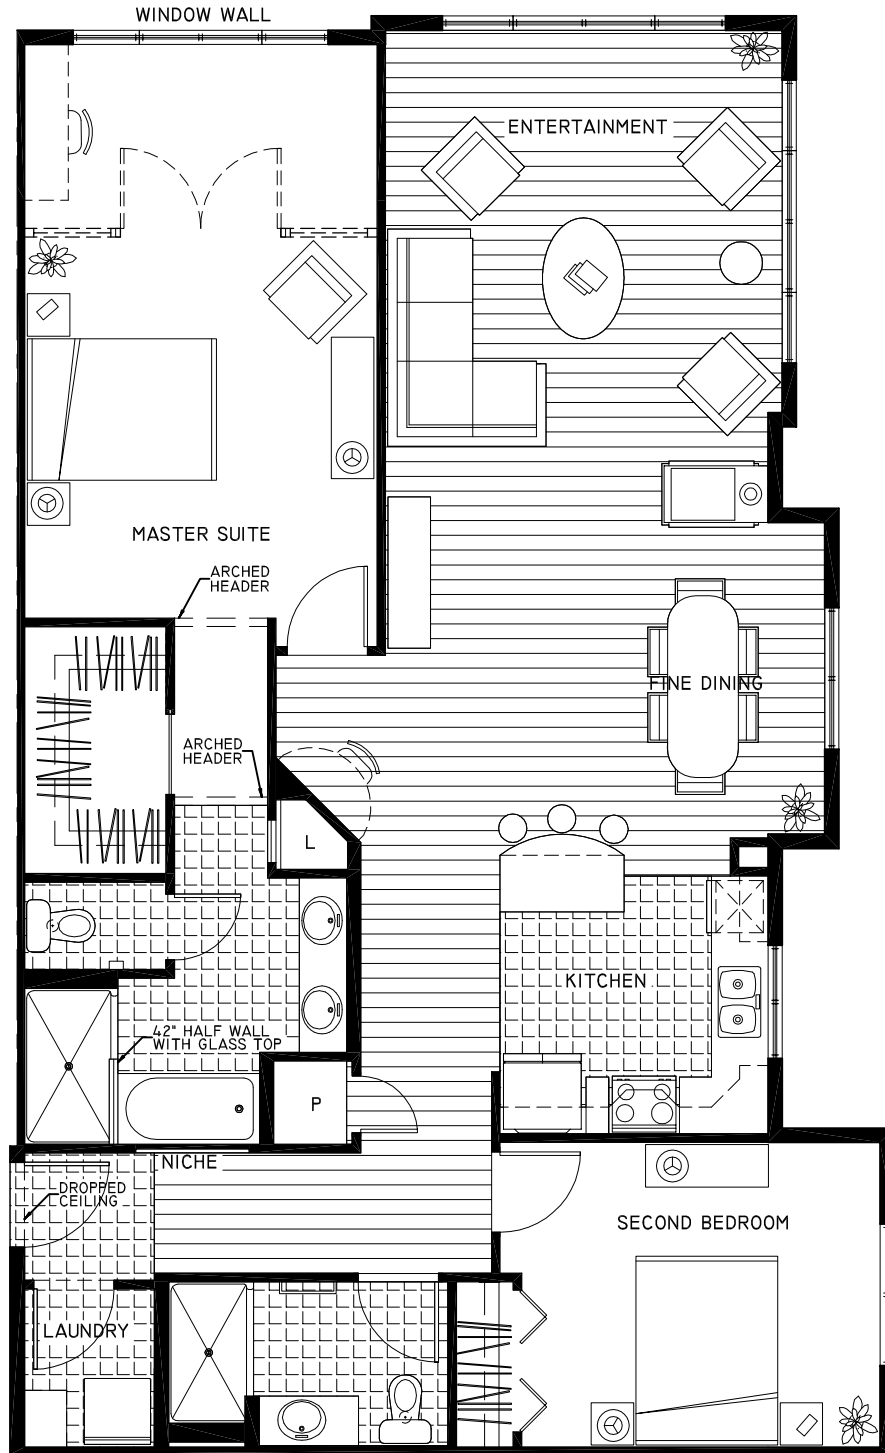 WINDOW WALL
ENTERTAINMENT
MASTER SUITE
ARCHED
HEADER
FINE DINING
ARCHED
HEADER
L
KITCHEN
42" HALF WALL
WITH GLASS TOP
P
NICHE
DROPPED
CEILING
SECOND BEDROOM
LAUNDRY